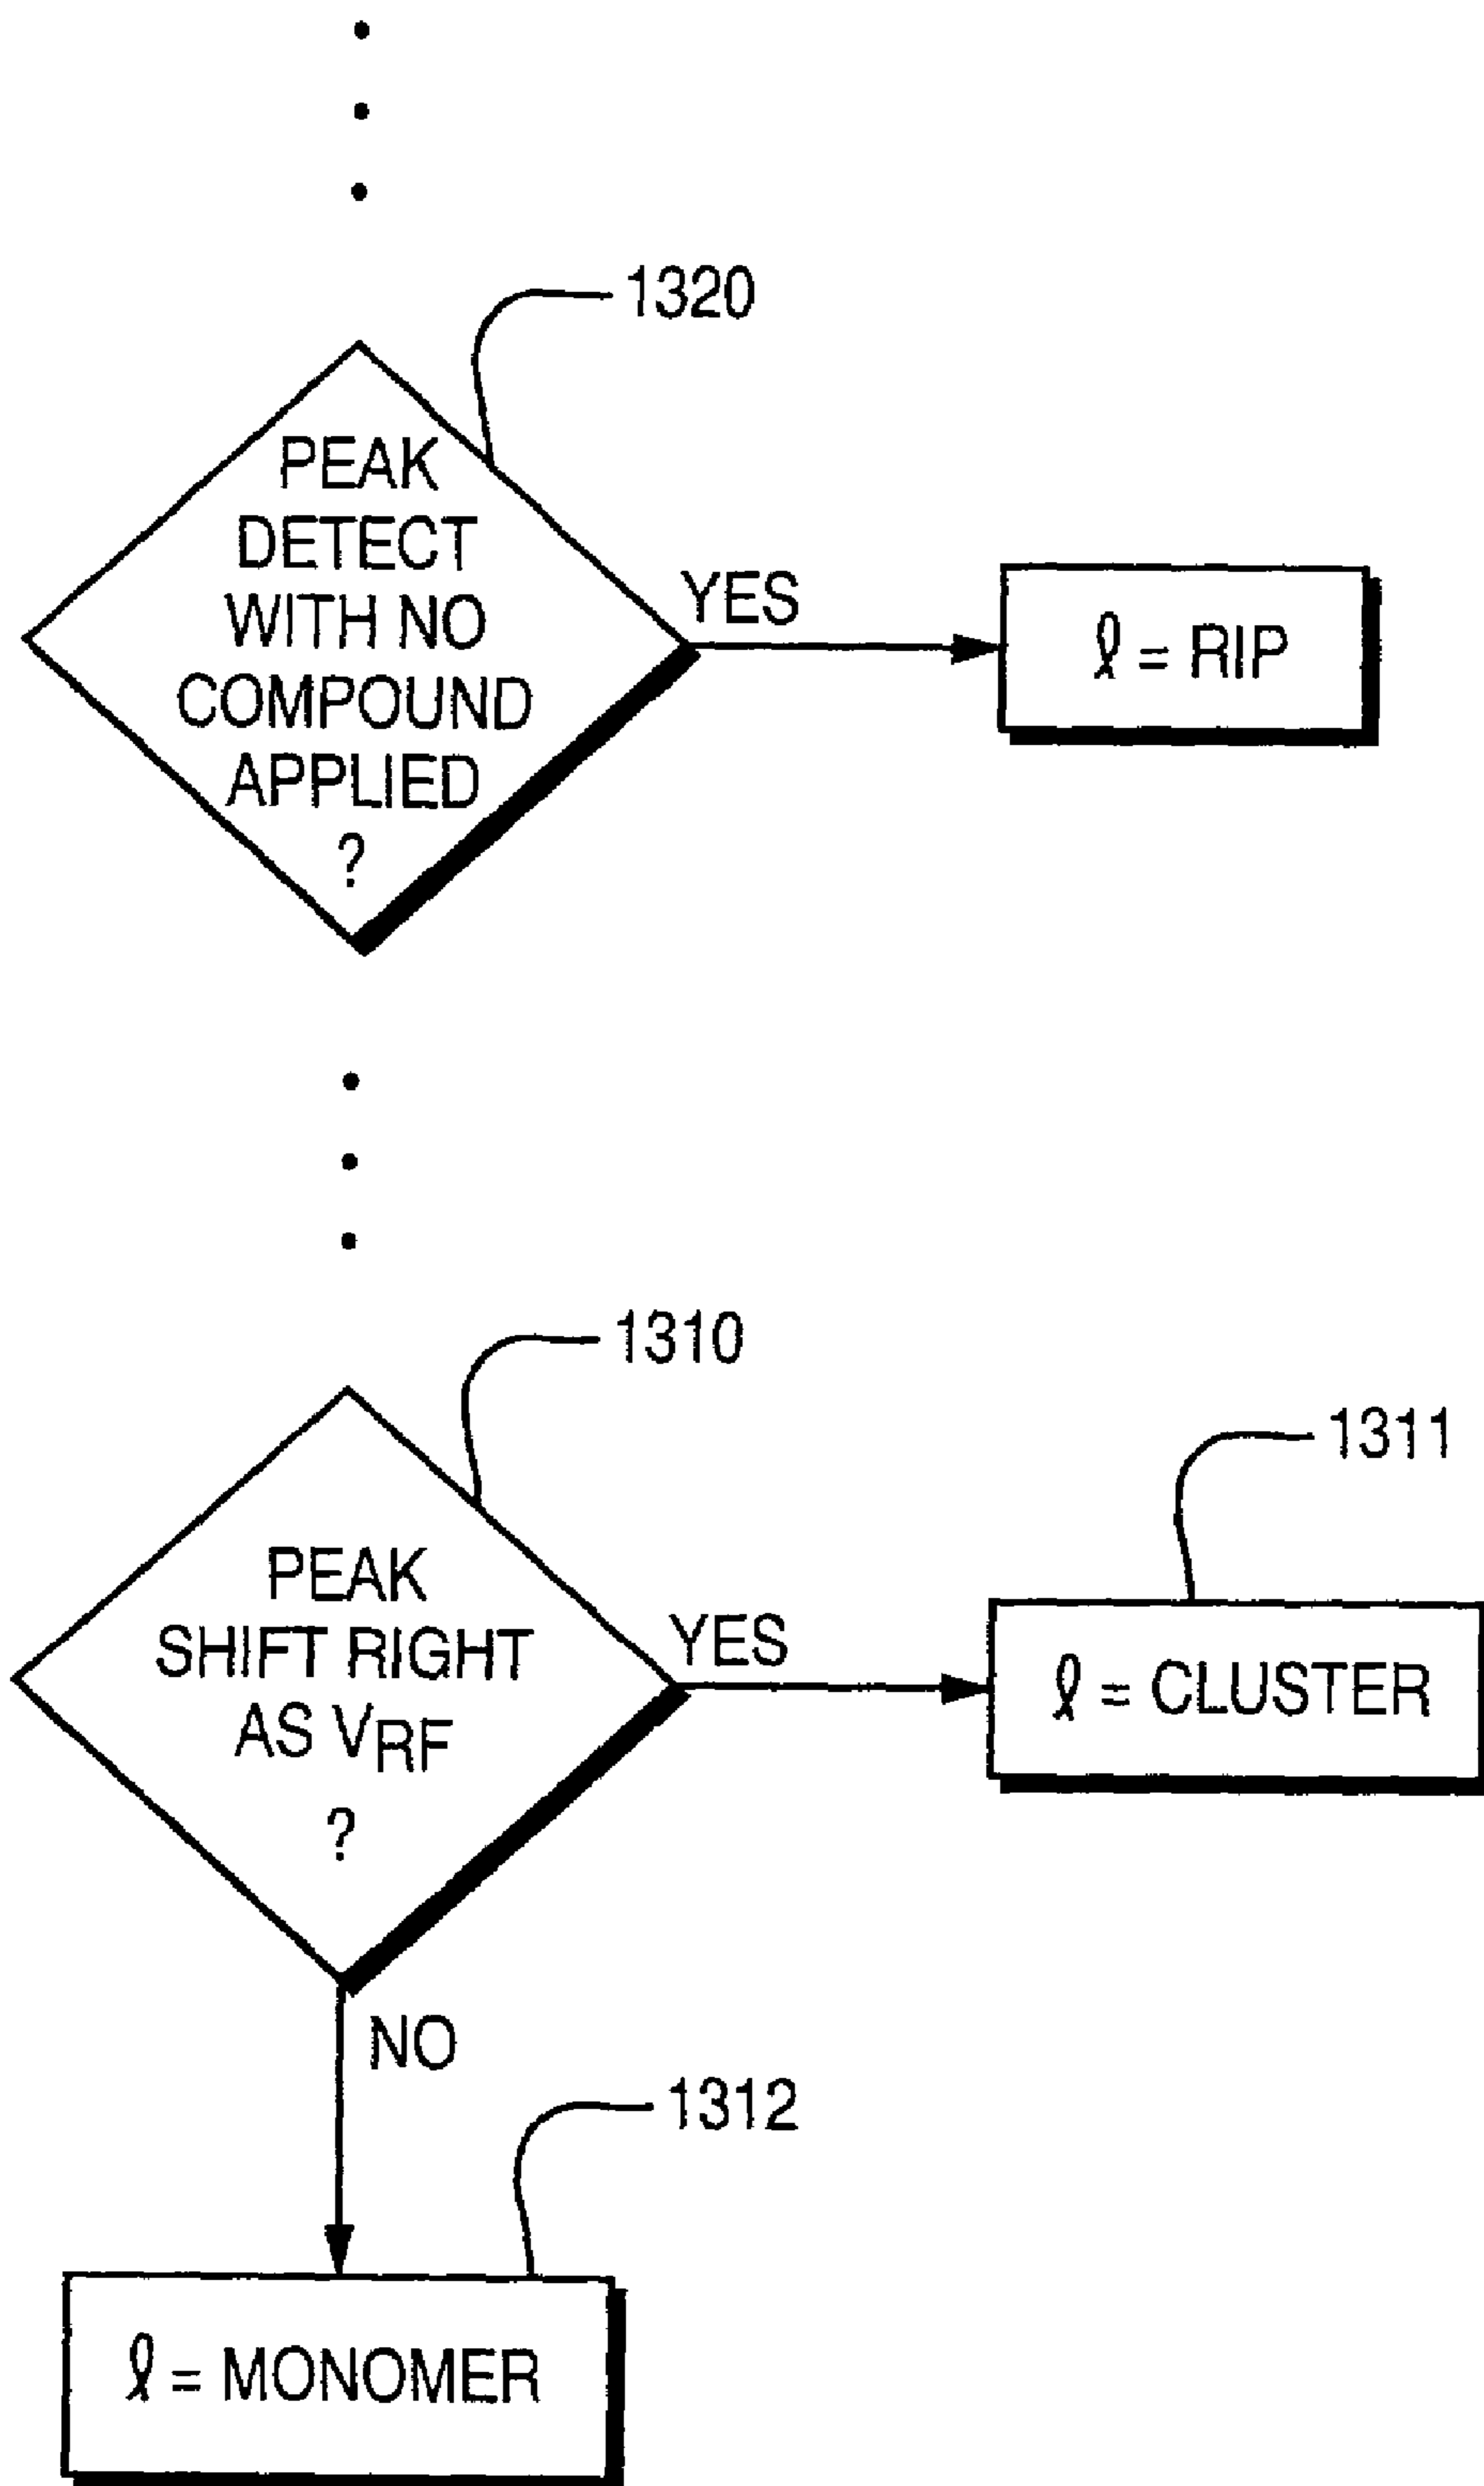 1320
PEAK
DETECT
WITH NO
COMPOUND
APPLIED
?
YES
ℓ = RIP
1310
PEAK
SHIFT RIGHT
AS VRF
?
YES
1311
ℓ = CLUSTER
NO
1312
ℓ = MONOMER